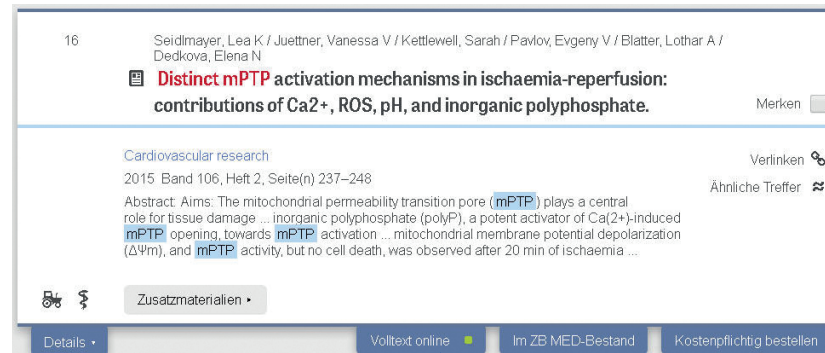 16
Seidlmayer, Lea K / Juettner, Vanessa V / Kettlewell, Sarah / Pavlov, Evgeny V / Blatter, Lothar A /
Dedkova, Elena N
Distinct mPTP activation mechanisms in ischaemia-reperfusion:
contributions of Ca2+, ROS, pH, and inorganic polyphosphate.
Merken
Cardiovascular research
Verlinken
2015 Band 106, Heft 2, Seite(n) 237–248
Ähnliche Treffer
Abstract: Aims: The mitochondrial permeability transition pore (mPTP) plays a central
role for tissue damage ... inorganic polyphosphate (polyP), a potent activator of Ca(2+)-induced
mPTP opening, towards mPTP activation ... mitochondrial membrane potential depolarization
(ΔΨm), and mPTP activity, but no cell death, was observed after 20 min of ischaemia ...
Zusatzmaterialien
Details
Volltext online
Im ZB MED-Bestand
Kostenpflichtig bestellen